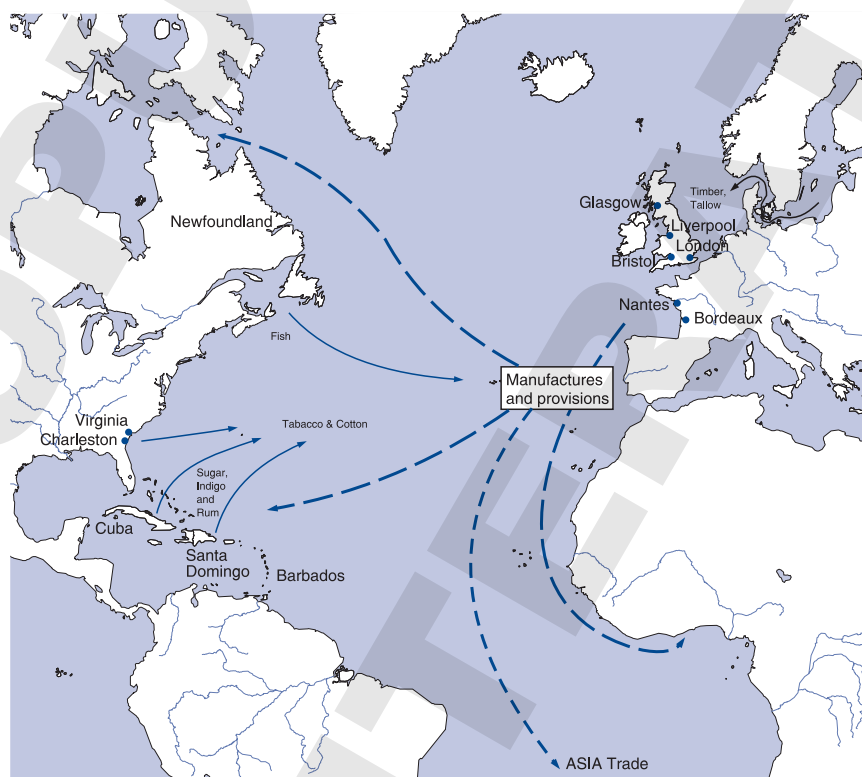 Timber,
Tallow
Glasgow
Newfoundland
Liverpool
London
Bristol
Nantes
Bordeaux
Fish
Manufactures
and provisions
Virginia
Tabacco & Cotton
Charleston
Sugar,
Indigo
and
Rum
Cuba
Santa
Domingo
Barbados
ASIA Trade